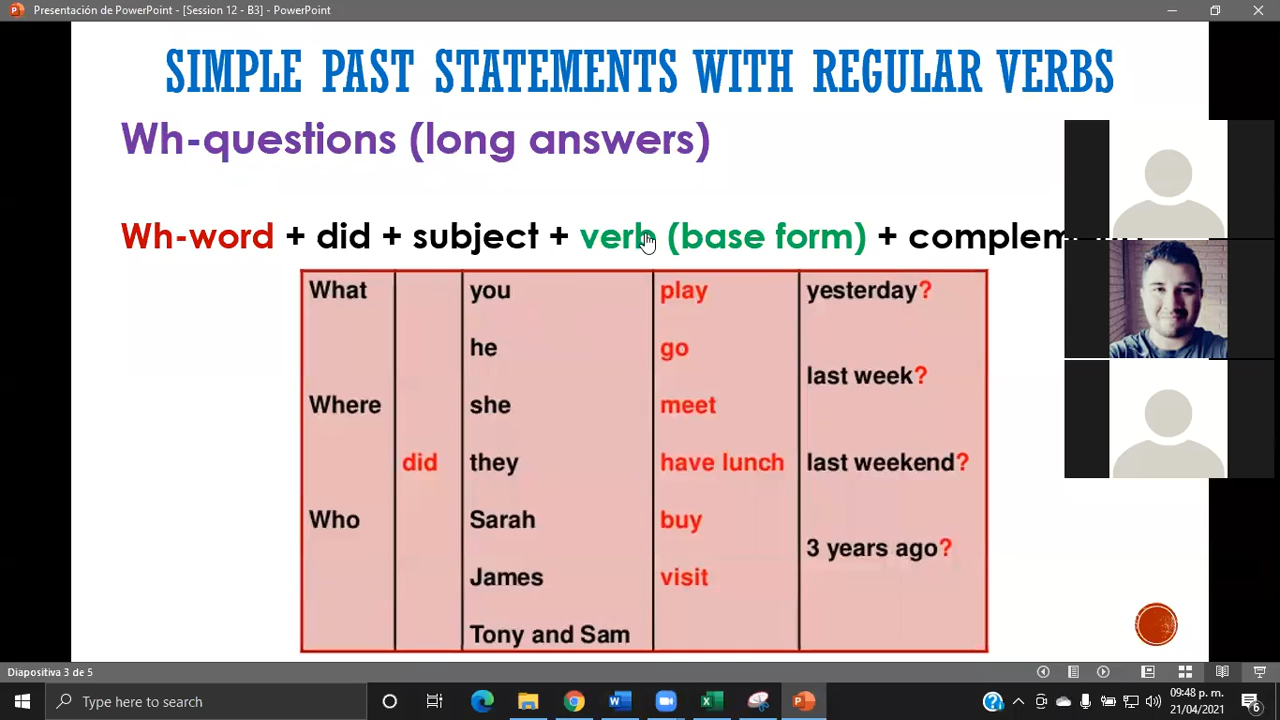 Presentación de PowerPoint - [Session 12 - B3] - PowerPoint
SIMPLE PAST STATEMENTS WITH REGULAR VERBS
Wh-questions (long answers)
Wh-word + did + subject + verb (base form) +
What you play yesterday?
he go
last week?
Where she meet
did they have lunch last weekend?
Who Sarah buy
3 years ago?
James visit
Tony and Sam
Diapositiva 3 de 5
Type here to search
09:48 p. m.
21/04/2021
6